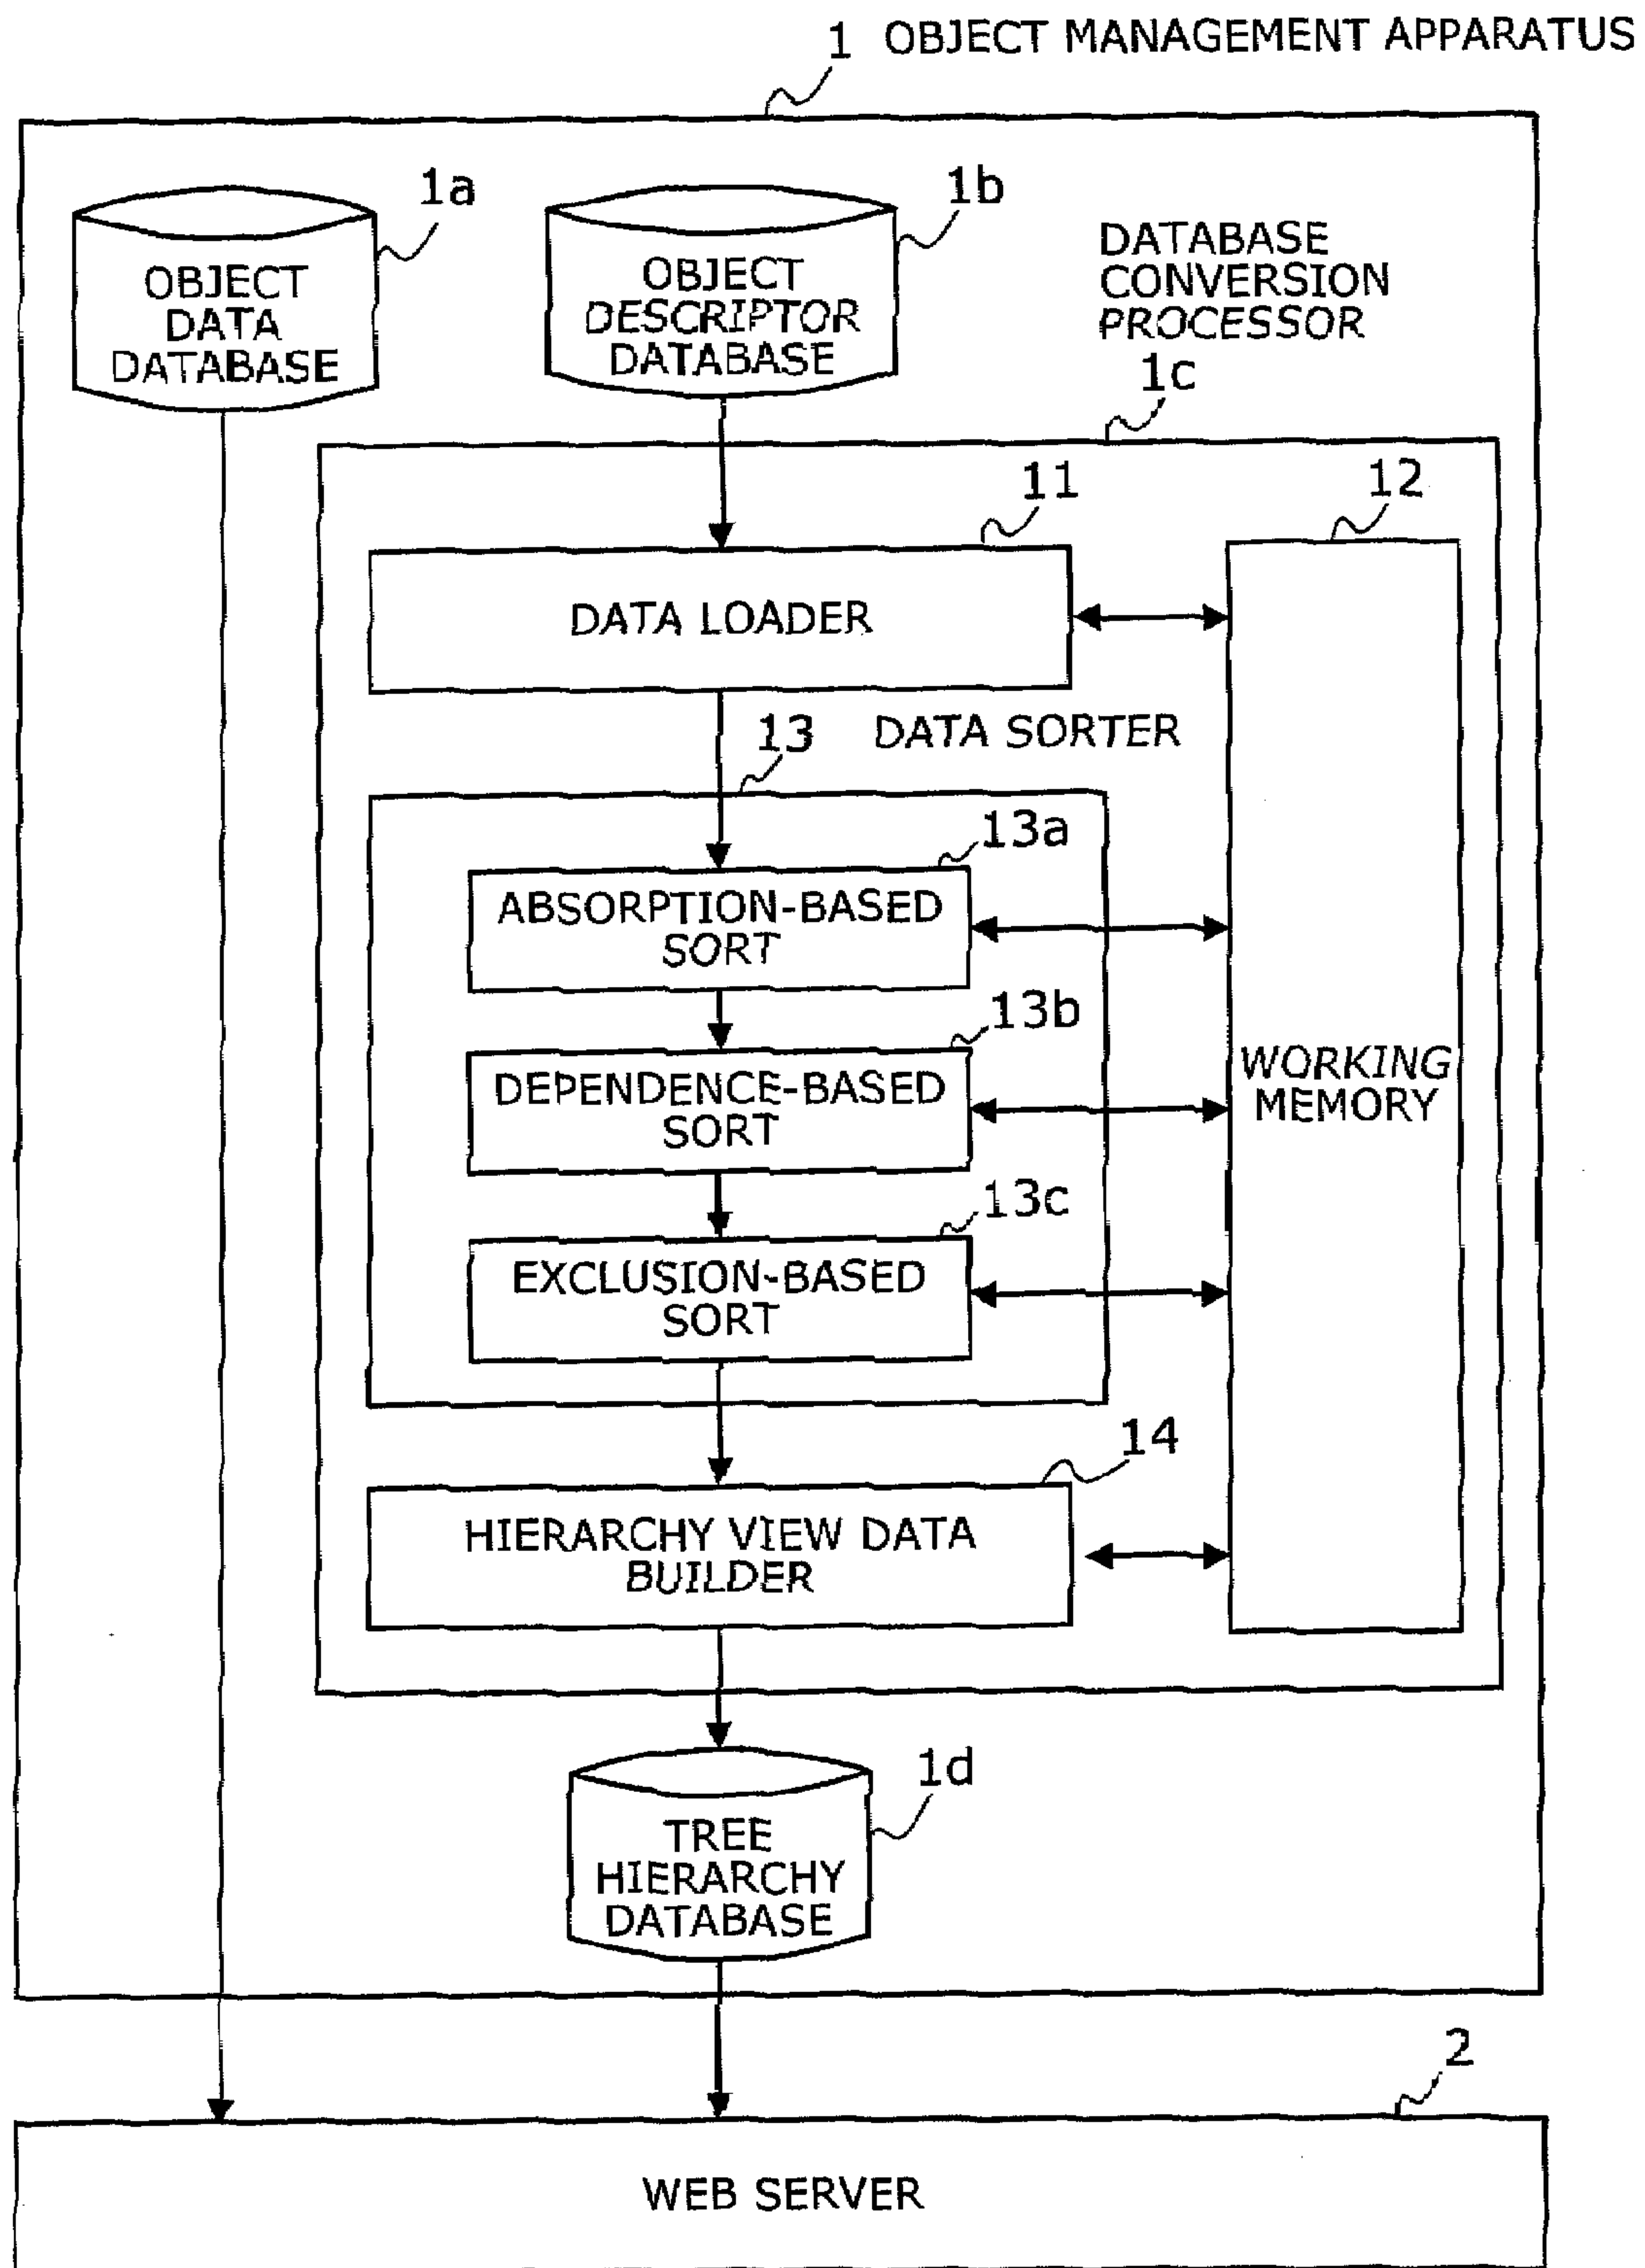 1 OBJECT MANAGEMENT APPARATUS
1a
1b
OBJECT
DATA
DATABASE
OBJECT
DESCRIPTOR
DATABASE
DATABASE
CONVERSION
PROCESSOR
1c
11
12
DATA LOADER
13 DATA SORTER
13a
ABSORPTION-BASED
SORT
13b
DEPENDENCE-BASED
SORT
WORKING
MEMORY
13c
EXCLUSION-BASED
SORT
14
HIERARCHY VIEW DATA
BUILDER
1d
TREE
HIERARCHY
DATABASE
2
WEB SERVER